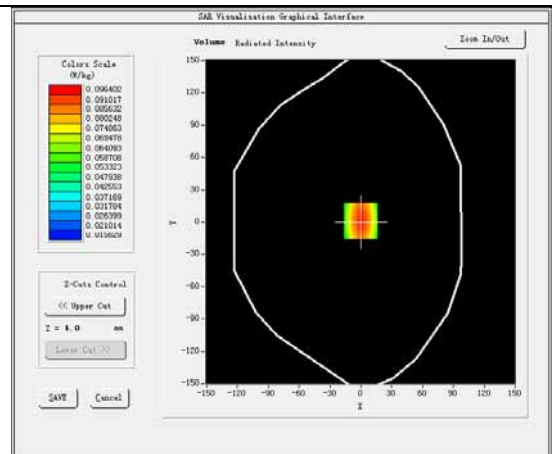 SAR Visualisation Graphical Interface
Volume Radiated Intensity
Zoom In/Out
Colors Scale
(W/kg)
0.096402
0.091017
0.085632
0.080248
0.074863
0.069478
0.064093
0.058708
0.053323
0.047938
0.042553
0.037169
0.031784
0.026399
0.021014
0.015629
150
120
90
60
30
0
-30
-60
-90
-120
-150
Y
-150 -120 -90 -60 -30 0 30 60 90 120 150
X
Z-Cuts Control
<< Upper Cut
Z = 4.0 mm
Lower Cut >>
SAVE Cancel